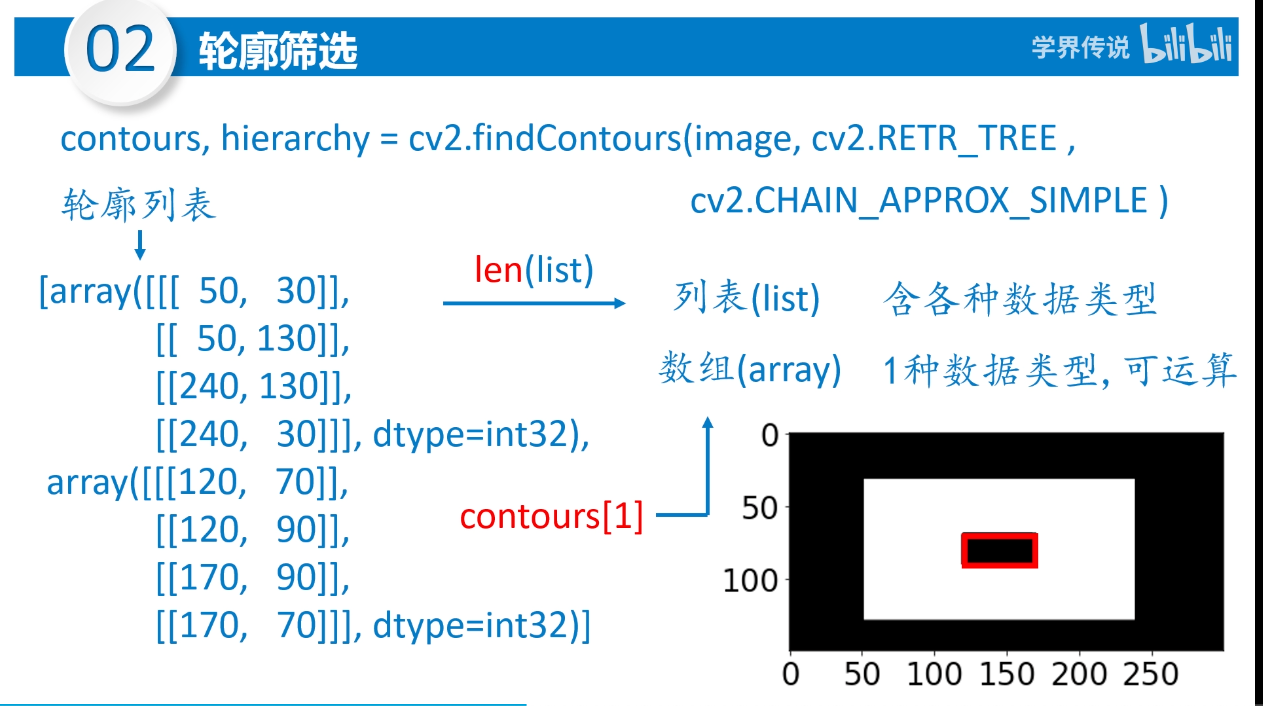 02 轮廓筛选
学界传说 bilibili
contours, hierarchy = cv2.findContours(image, cv2.RETR_TREE ,
cv2.CHAIN_APPROX_SIMPLE )
轮廓列表
[array([[[ 50, 30]],
[[ 50, 130]],
[[240, 130]],
[[240, 30]]], dtype=int32),
array([[[120, 70]],
[[120, 90]],
[[170, 90]],
[[170, 70]]], dtype=int32)]
len(list)
列表(list) 含各种数据类型
数组(array) 1种数据类型, 可运算
contours[1]
0
50
100
0 50 100 150 200 250